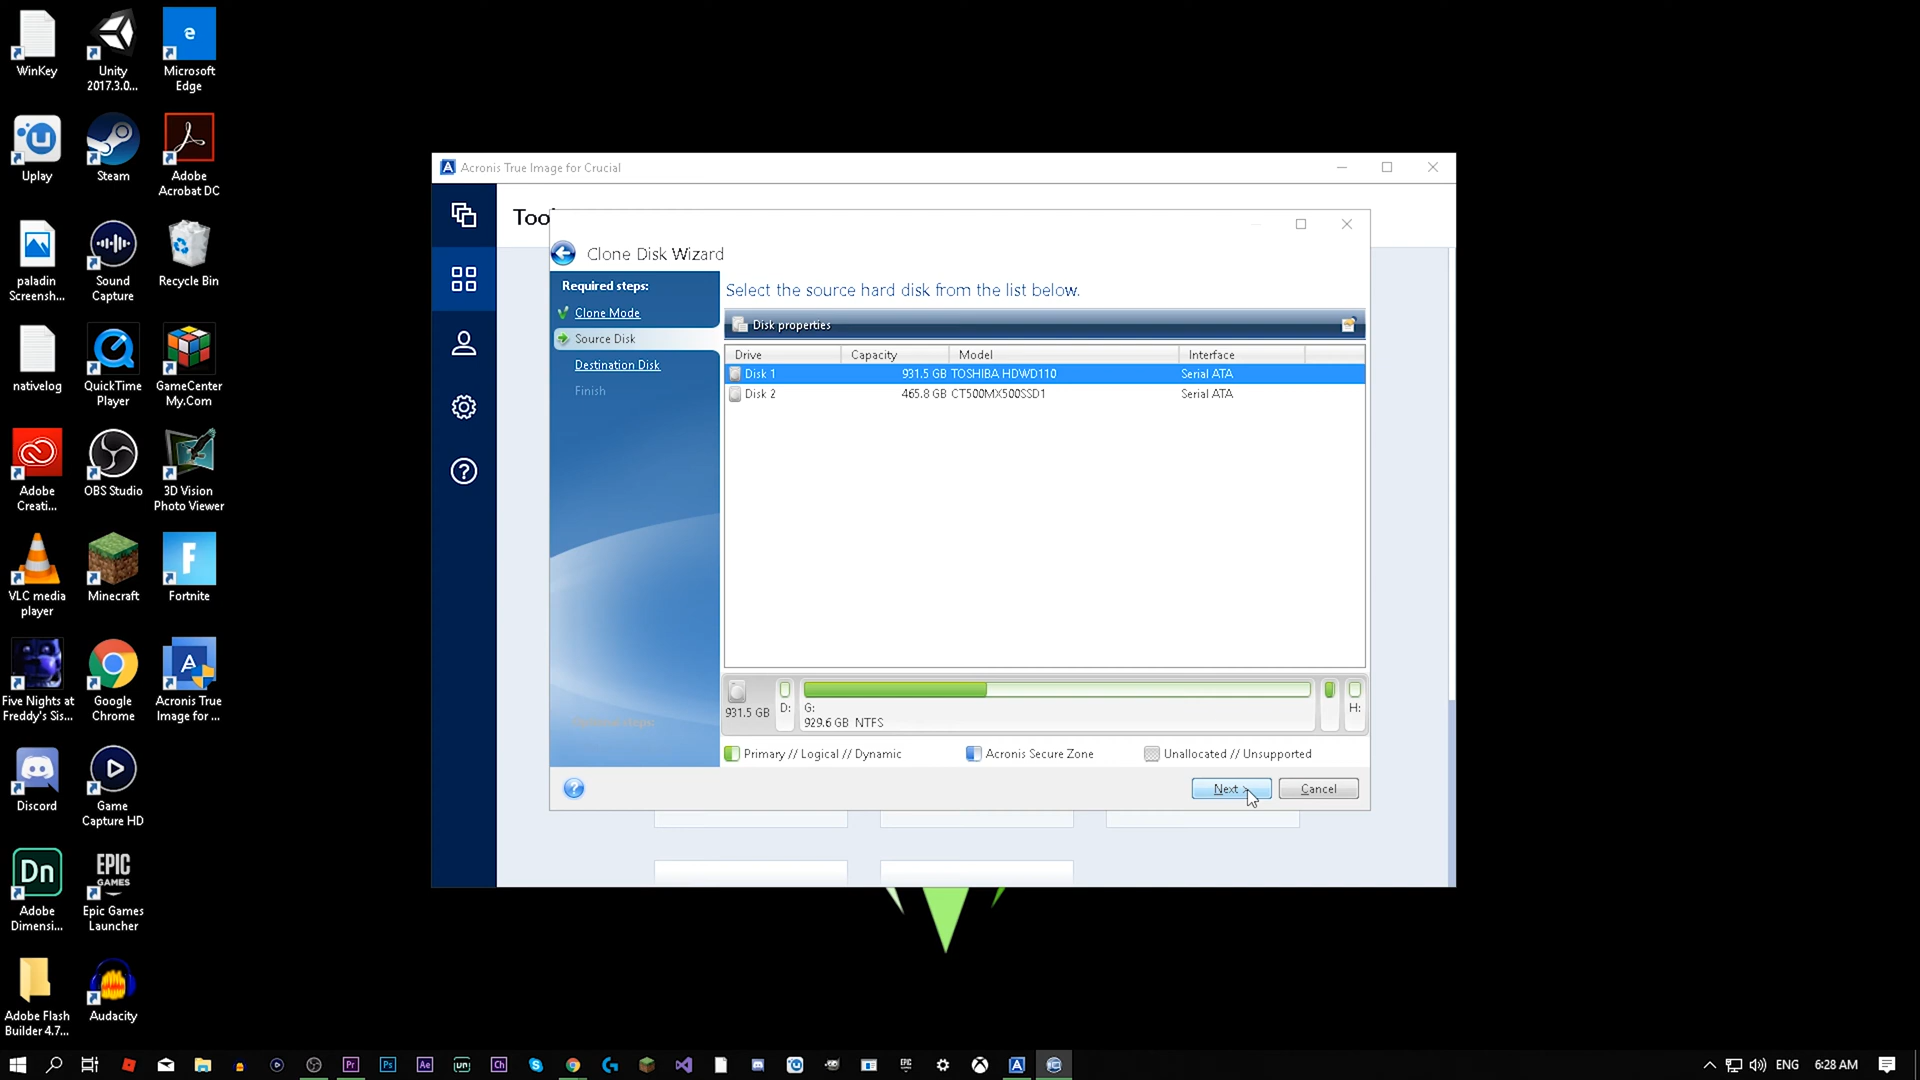 WinKey
Unity
2017.3.0...
Microsoft
Edge
Uplay
Steam
Adobe
Acrobat DC
paladin
Screensh...
Sound
Capture
Recycle Bin
nativelog
QuickTime
Player
GameCenter
My.Com
Adobe
Creati...
OBS Studio
3D Vision
Photo Viewer
VLC media
player
Minecraft
Fortnite
Five Nights at
Freddy's Sis...
Google
Chrome
Acronis True
Image for ...
Discord
Game
Capture HD
Dn
Adobe
Dimensi...
EPIC
GAMES
Epic Games
Launcher
Adobe Flash
Builder 4.7...
Audacity
A Acronis True Image for Crucial
Too
Clone Disk Wizard
Required steps:
Clone Mode
Source Disk
Destination Disk
Finish
Select the source hard disk from the list below.
Disk properties
Drive Capacity Model Interface
Disk 1 931.5 GB TOSHIBA HDWD110 Serial ATA
Disk 2 465.8 GB CT500MX500SSD1 Serial ATA
931.5 GB
D:
G:
929.6 GB NTFS
H:
Primary // Logical // Dynamic
Acronis Secure Zone
Unallocated // Unsupported
Next >
Cancel
Pr
Ps
Ae
Ch
ENG
6:28 AM